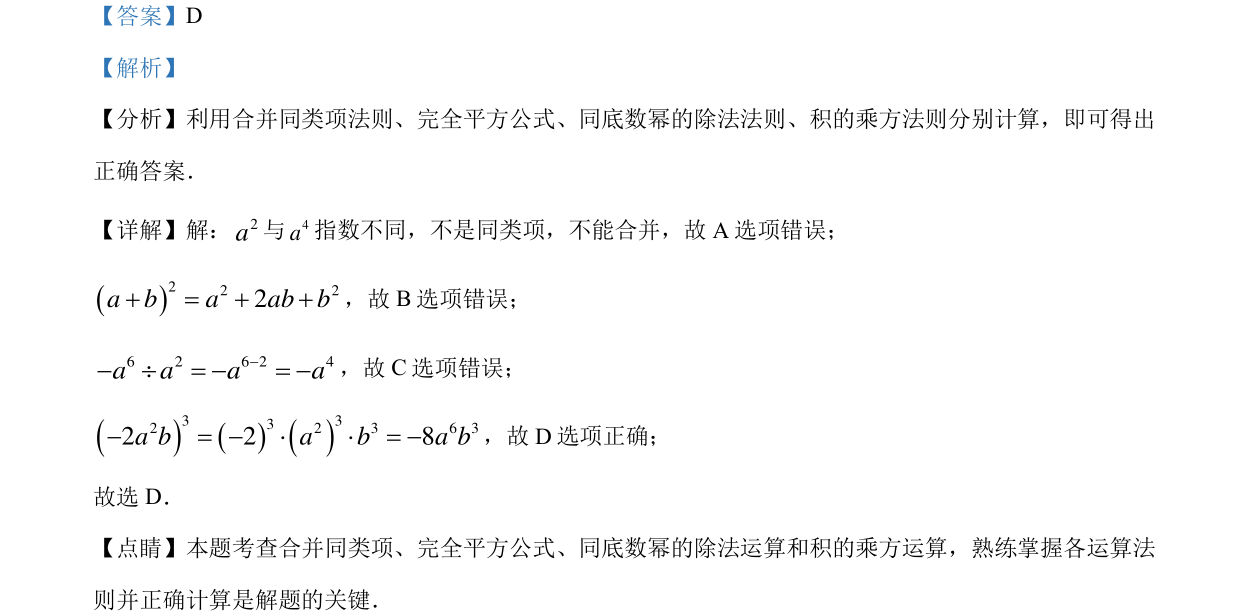 【答案】D
【解析】
【分析】利用合并同类项法则、完全平方公式、同底数幂的除法法则、积的乘方法则分别计算，即可得出
正确答案．
【详解】解：a²与a⁴指数不同，不是同类项，不能合并，故 A 选项错误；
(a+b)² = a² + 2ab + b²，故 B 选项错误；
−a⁶ ÷ a² = −a⁶⁻² = −a⁴，故 C 选项错误；
(−2a²b)³ = (−2)³ · (a²)³ · b³ = −8a⁶b³，故 D 选项正确；
故选 D．
【点睛】本题考查合并同类项、完全平方公式、同底数幂的除法运算和积的乘方运算，熟练掌握各运算法
则并正确计算是解题的关键．